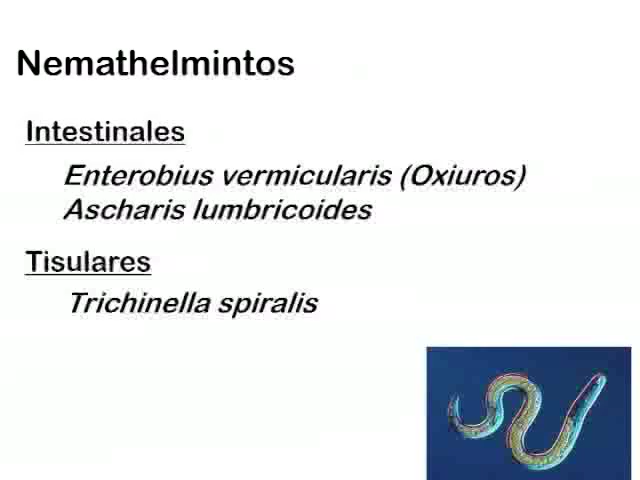 Nemathelmintos
Intestinales
Enterobius vermicularis (Oxiuros)
Ascharis lumbricoides
Tisulares
Trichinella spiralis